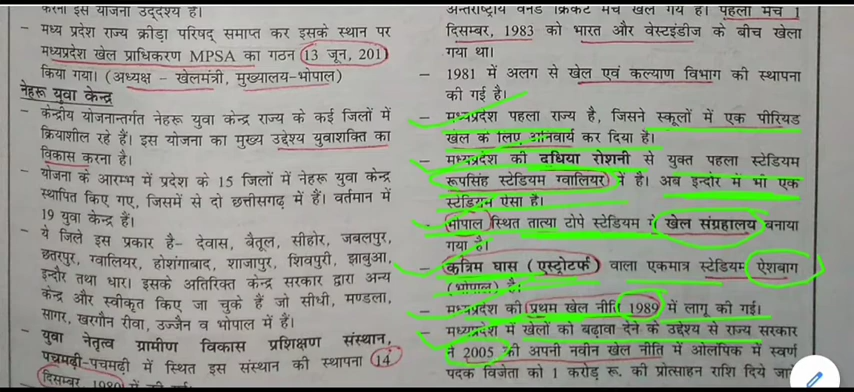 करना इस योजना उद्देश्य है।
- मध्य प्रदेश राज्य क्रीड़ा परिषद् समाप्त कर इसके स्थान पर
मध्यप्रदेश खेल प्राधिकरण MPSA का गठन 13 जून, 201
किया गया। (अध्यक्ष - खेलमंत्री, मुख्यालय-भोपाल)
नेहरू युवा केन्द्र
- केन्द्रीय योजनान्तर्गत नेहरू युवा केन्द्र राज्य के कई जिलों में
क्रियाशील रहे हैं। इस योजना का मुख्य उद्देश्य युवाशक्ति का
विकास करना है।
- योजना के आरम्भ में प्रदेश के 15 जिलों में नेहरू युवा केन्द्र
स्थापित किए गए, जिसमें से दो छत्तीसगढ़ में हैं। वर्तमान में
19 युवा केन्द्र हैं।
- ये जिले इस प्रकार है- देवास, बैतूल, सीहोर, जबलपुर,
छतरपुर, ग्वालियर, होशंगाबाद, शाजापुर, शिवपुरी, झाबुआ,
इन्दौर तथा धार। इसके अतिरिक्त केन्द्र सरकार द्वारा अन्य
केन्द्र और स्वीकृत किए जा चुके हैं जो सीधी, मण्डला,
सागर, खरगौन रीवा, उज्जैन व भोपाल में हैं।
- युवा नेतृत्व ग्रामीण विकास प्रशिक्षण संस्थान,
पचमढ़ी-पचमढ़ी में स्थित इस संस्थान की स्थापना 14
दिसम्बर, 1980 में की गई।
अन्तर्राष्ट्रीय वनडे क्रिकेट मैच खेले गये हैं। पहला मैच 1
दिसम्बर, 1983 को भारत और वेस्टइंडीज के बीच खेला
गया था।
- 1981 में अलग से खेल एवं कल्याण विभाग की स्थापना
की गई है।
- मध्यप्रदेश पहला राज्य है, जिसने स्कूलों में एक पीरियड
खेल के लिए अनिवार्य कर दिया है।
- मध्यप्रदेश की दूधिया रोशनी से युक्त पहला स्टेडियम
रूपसिंह स्टेडियम ग्वालियर में है। अब इन्दौर में भी एक
स्टेडियम ऐसा है।
- भोपाल स्थित तात्या टोपे स्टेडियम में खेल संग्रहालय बनाया
गया है।
- कृत्रिम घास (एस्ट्रोटर्फ) वाला एकमात्र स्टेडियम ऐशबाग
(भोपाल) है।
- मध्यप्रदेश की प्रथम खेल नीति 1989 में लागू की गई।
- मध्यप्रदेश में खेलों को बढ़ावा देने के उद्देश्य से राज्य सरकार
ने 2005 को अपनी नवीन खेल नीति में ओलंपिक में स्वर्ण
पदक विजेता को 1 करोड़ रू. की प्रोत्साहन राशि दिये जाने